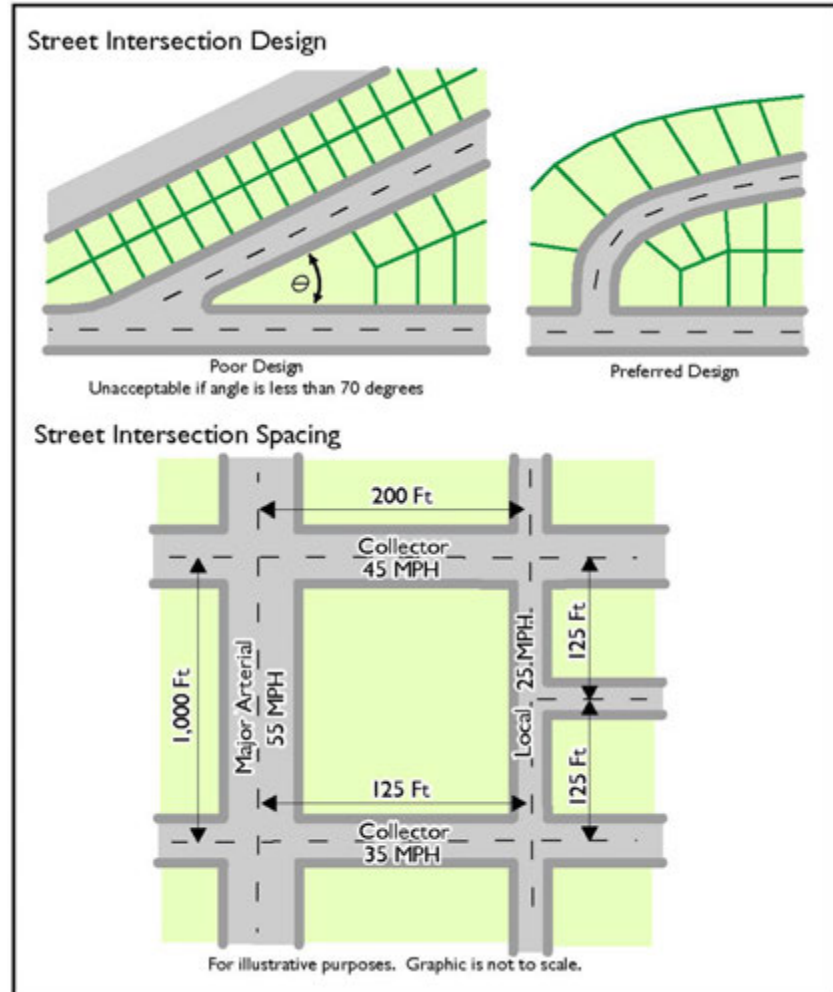 Street Intersection Design
θ
Poor Design
Unacceptable if angle is less than 70 degrees
Preferred Design
Street Intersection Spacing
200 Ft
Collector
45 MPH
1,000 Ft
Major Arterial
55 MPH
Local
25 MPH
125 Ft
125 Ft
125 Ft
Collector
35 MPH
For illustrative purposes. Graphic is not to scale.